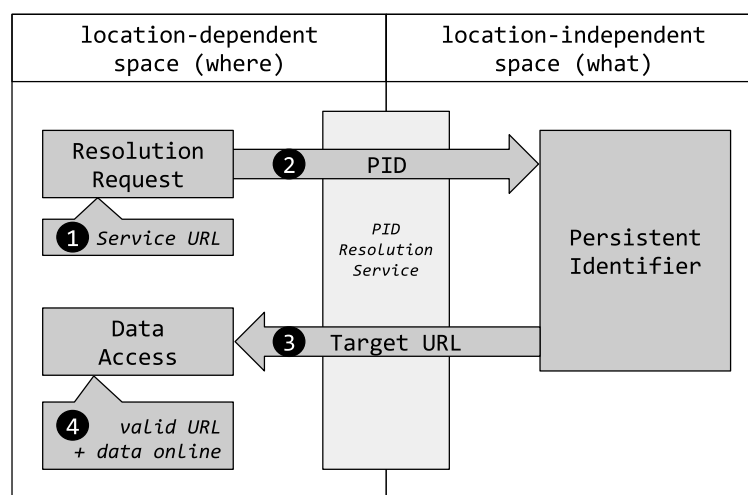 location-dependent
space (where)
location-independent
space (what)
Resolution
Request
2
PID
1 Service URL
PID
Resolution
Service
Persistent
Identifier
Data
Access
3
Target URL
4 valid URL
+ data online